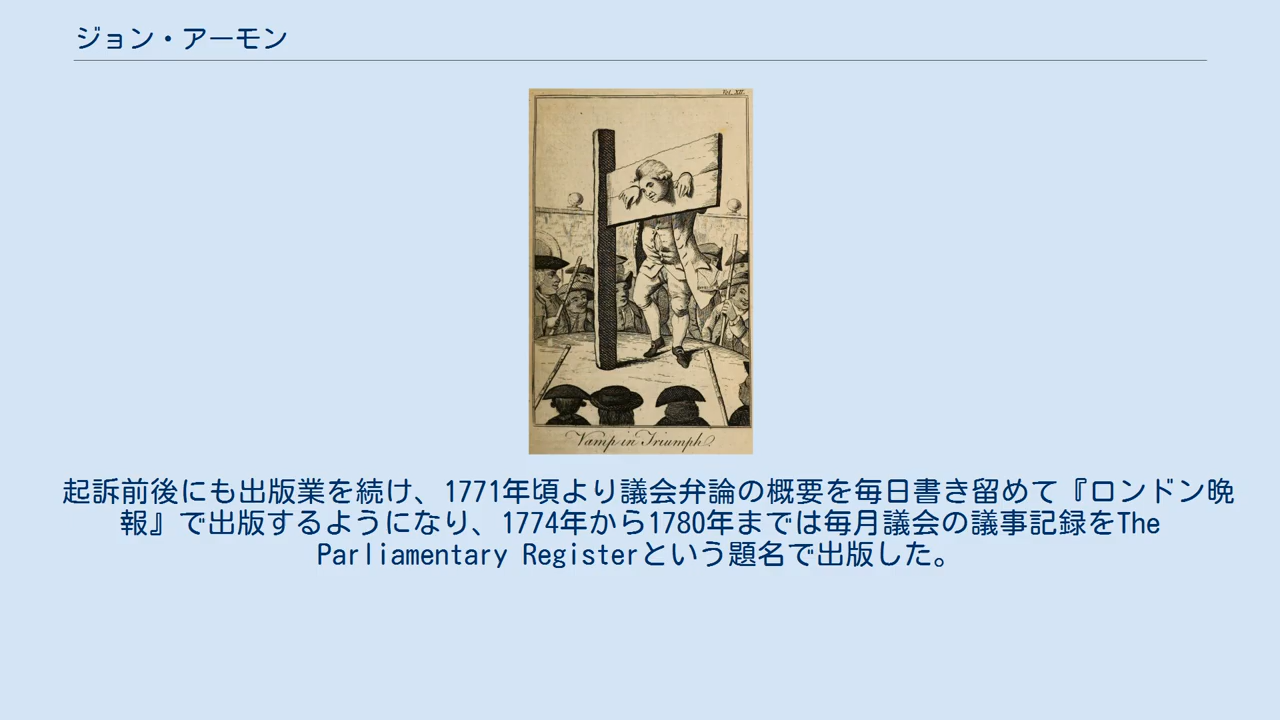 ジョン・アーモン
Vol. XII.
Vamp in Triumph?
起訴前後にも出版業を続け、1771年頃より議会弁論の概要を毎日書き留めて『ロンドン晩
報』で出版するようになり、1774年から1780年までは毎月議会の議事記録をThe
Parliamentary Registerという題名で出版した。